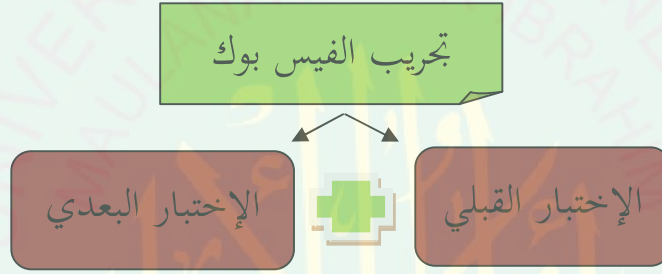 تجريب الفيس بوك
الإختبار القبلي
الإختبار البعدي